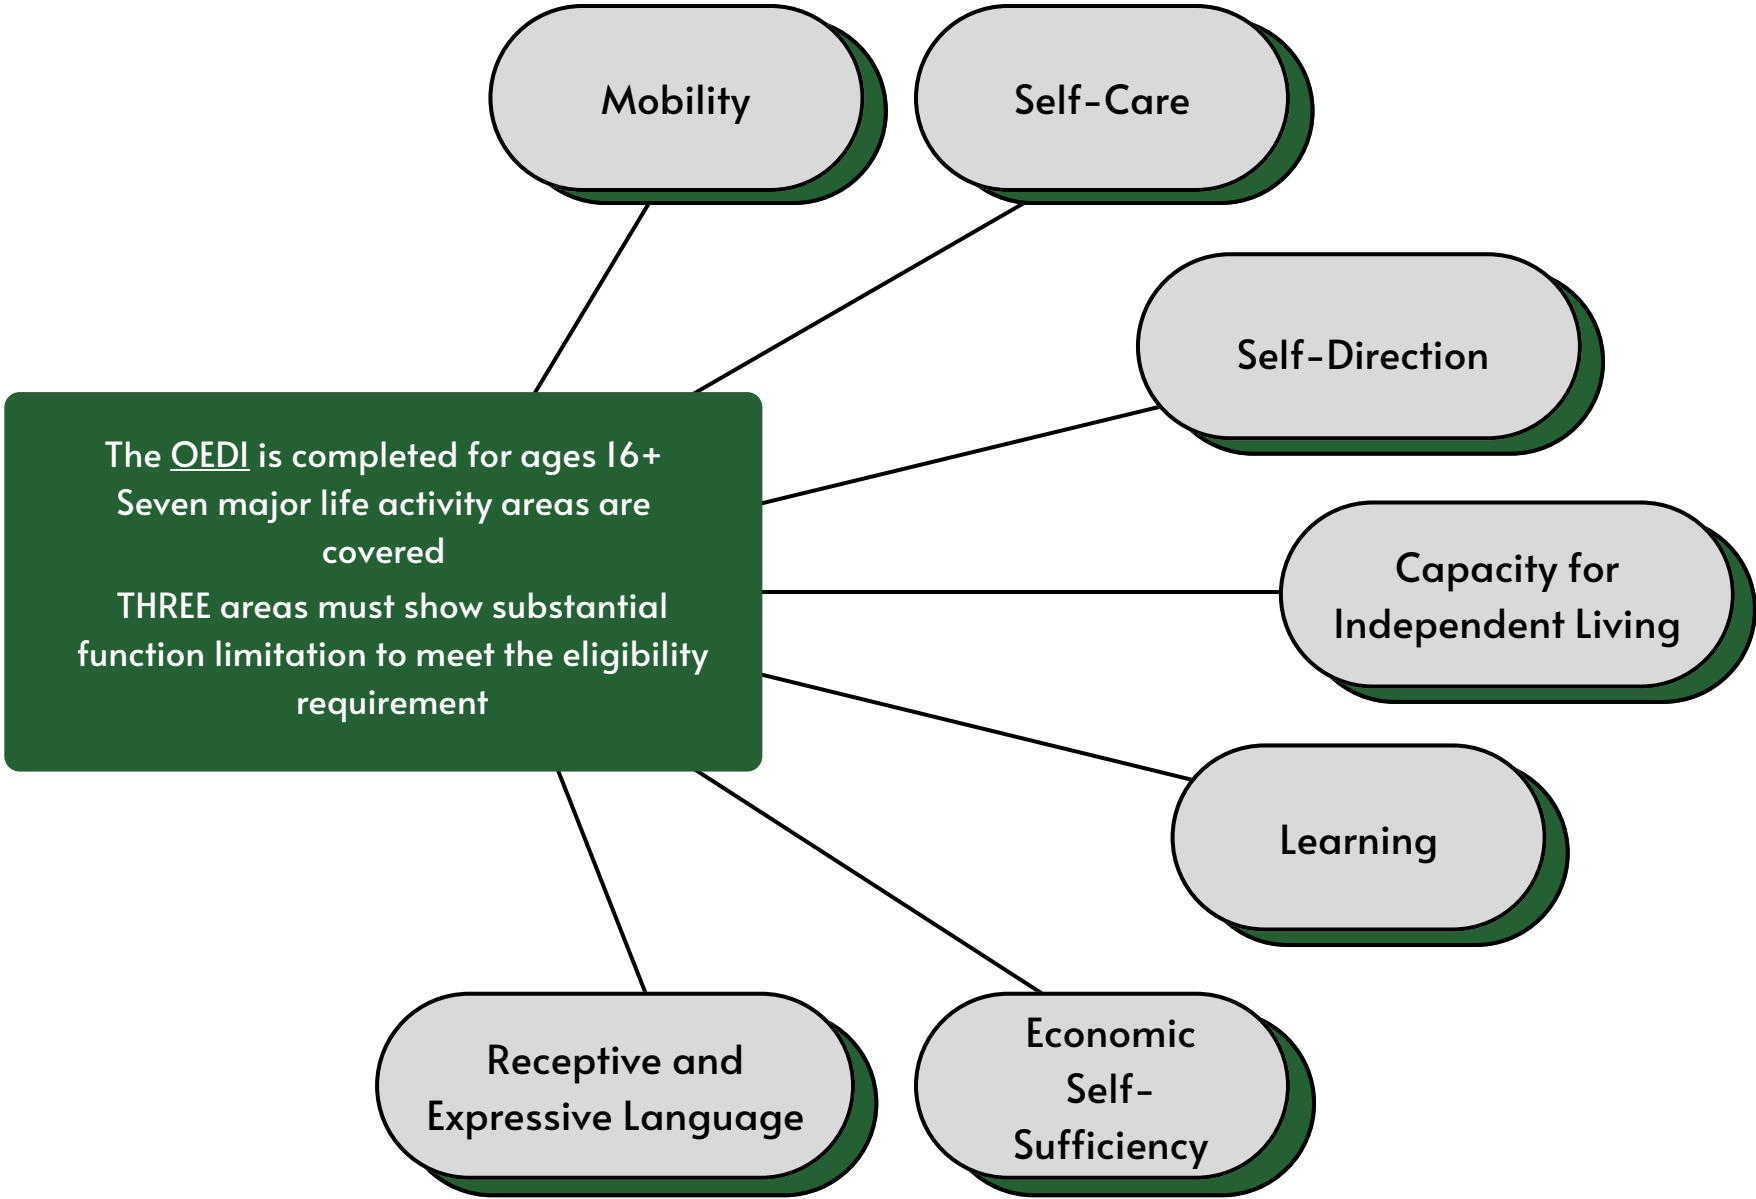 Mobility
Self-Care
Self-Direction
The OEDI is completed for ages 16+
Seven major life activity areas are
covered
THREE areas must show substantial
function limitation to meet the eligibility
requirement
Capacity for
Independent Living
Learning
Receptive and
Expressive Language
Economic
Self-
Sufficiency